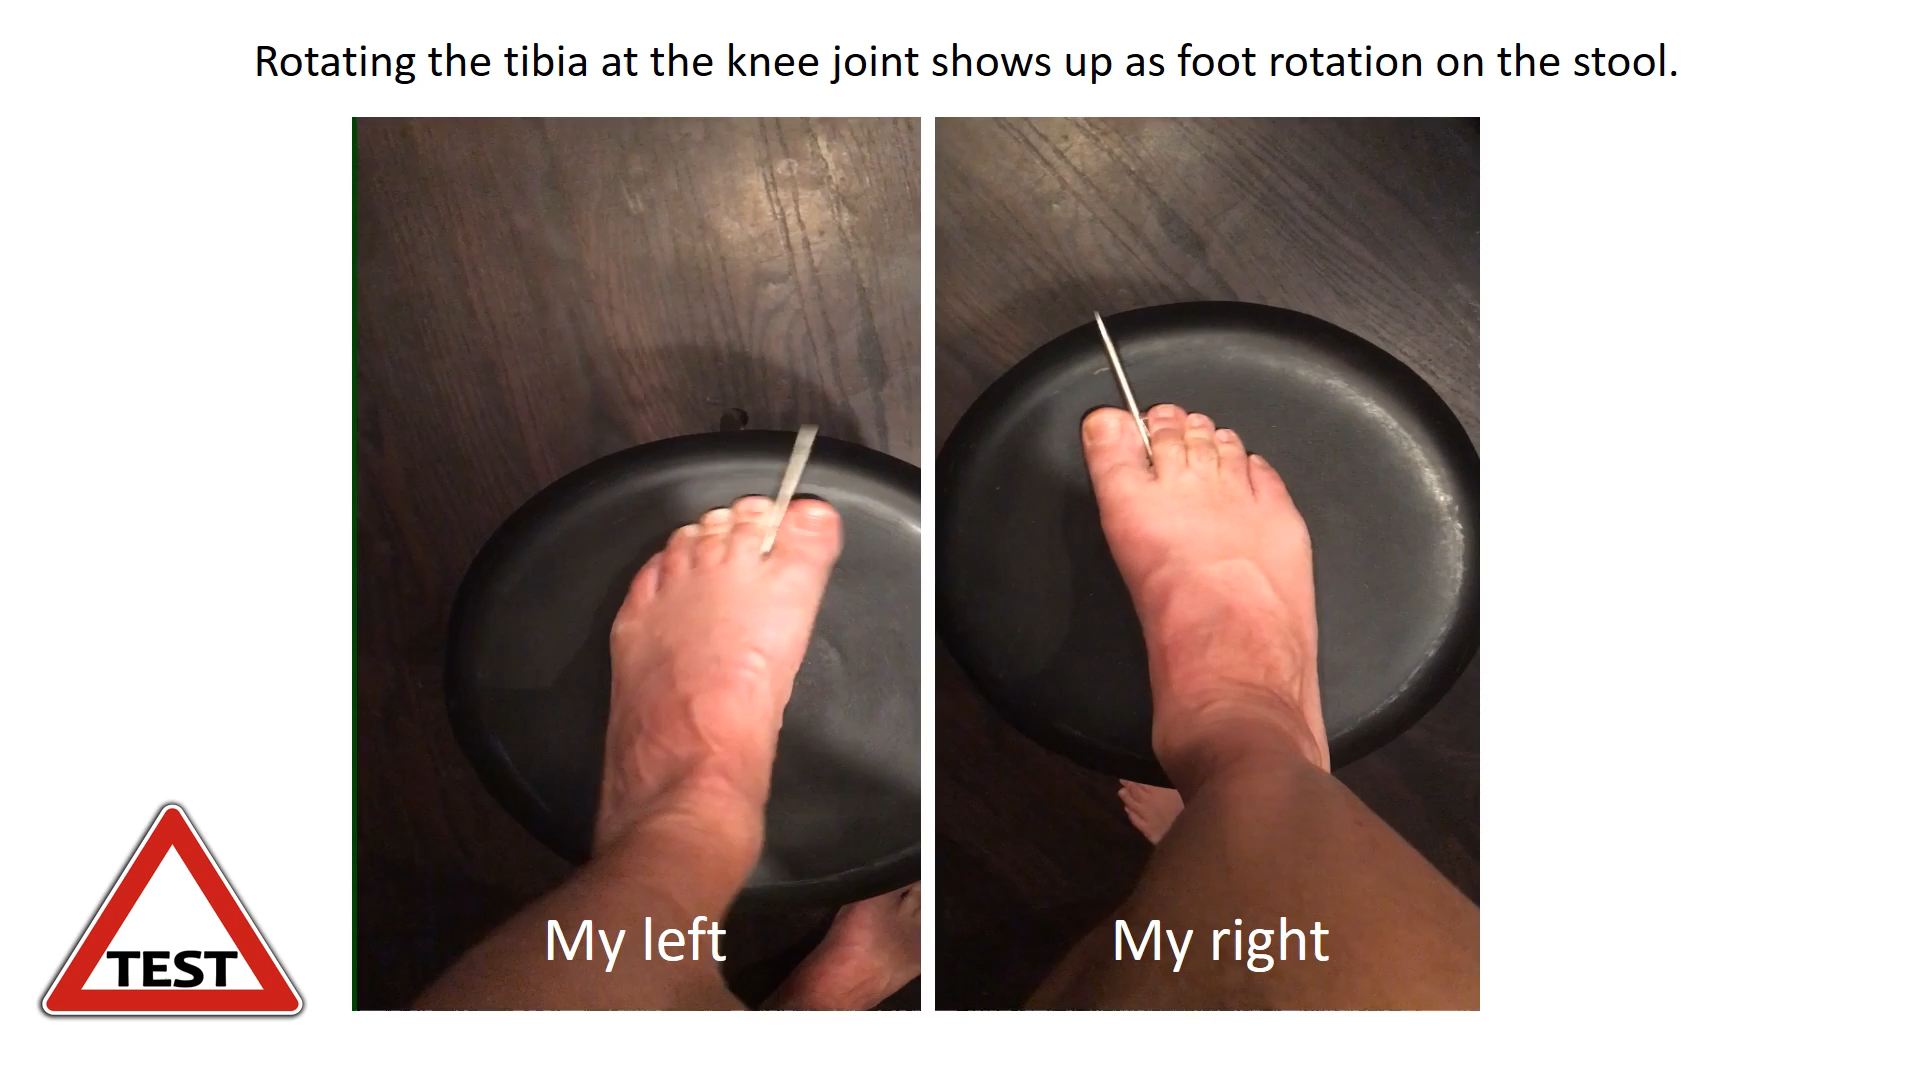 Rotating the tibia at the knee joint shows up as foot rotation on the stool.
My left
My right
TEST